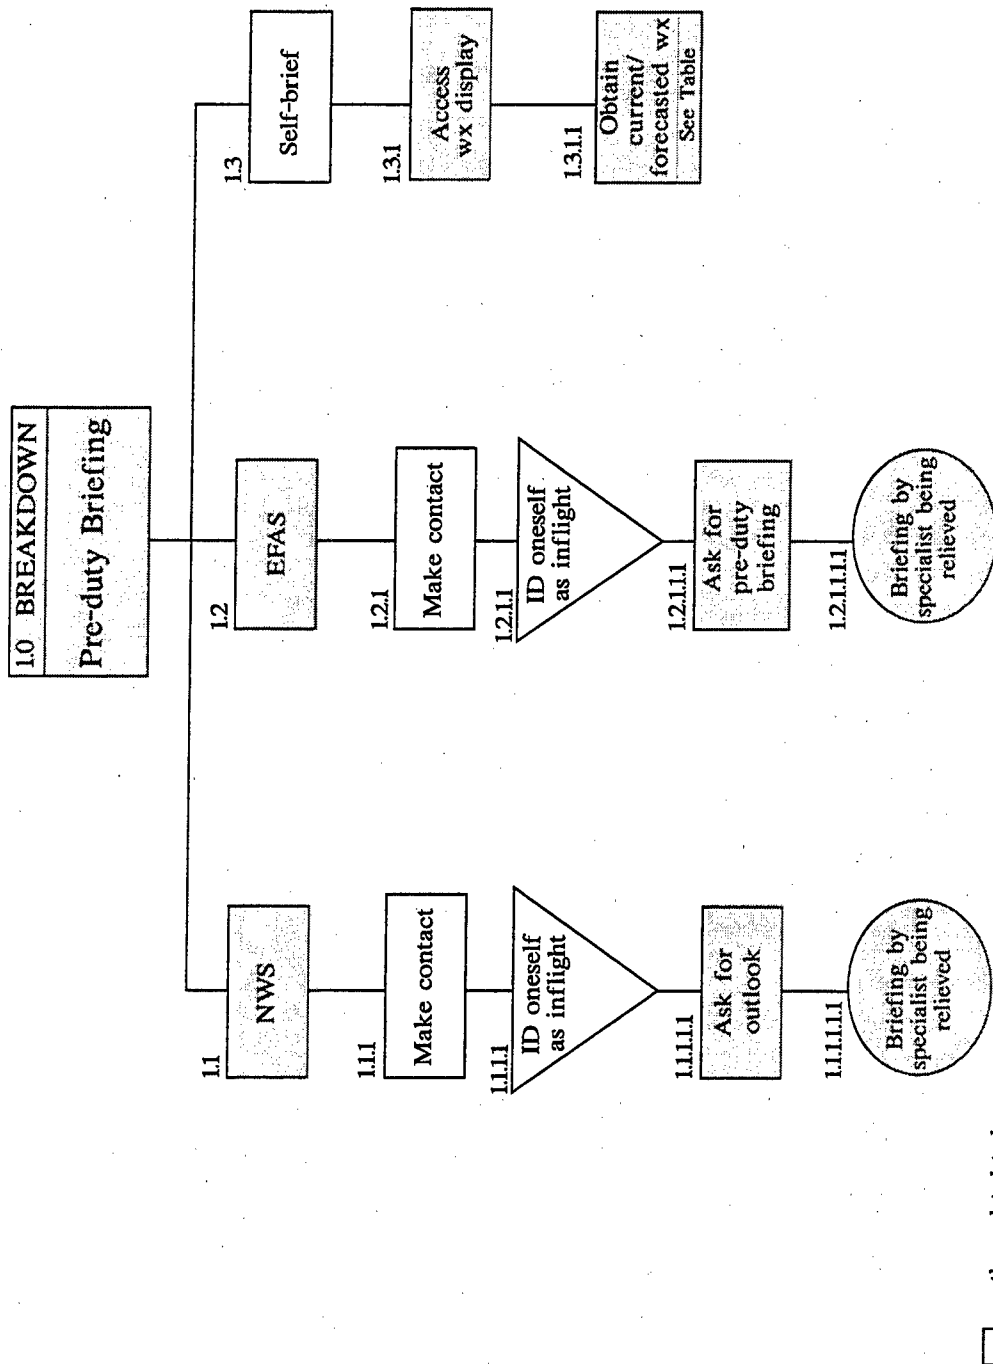 1.0 BREAKDOWN
Pre-duty Briefing
1.1
NWS
1.1.1
Make contact
1.1.1.1
ID oneself
as inflight
1.1.1.1.1
Ask for
outlook
1.1.1.1.1.1
Briefing by
specialist being
relieved
1.2
EFAS
1.2.1
Make contact
1.2.1.1
ID oneself
as inflight
1.2.1.1.1
Ask for
pre-duty
briefing
1.2.1.1.1.1
Briefing by
specialist being
relieved
1.3
Self-brief
1.3.1
Access
wx display
1.3.1.1
Obtain
current/
forecasted wx
See Table